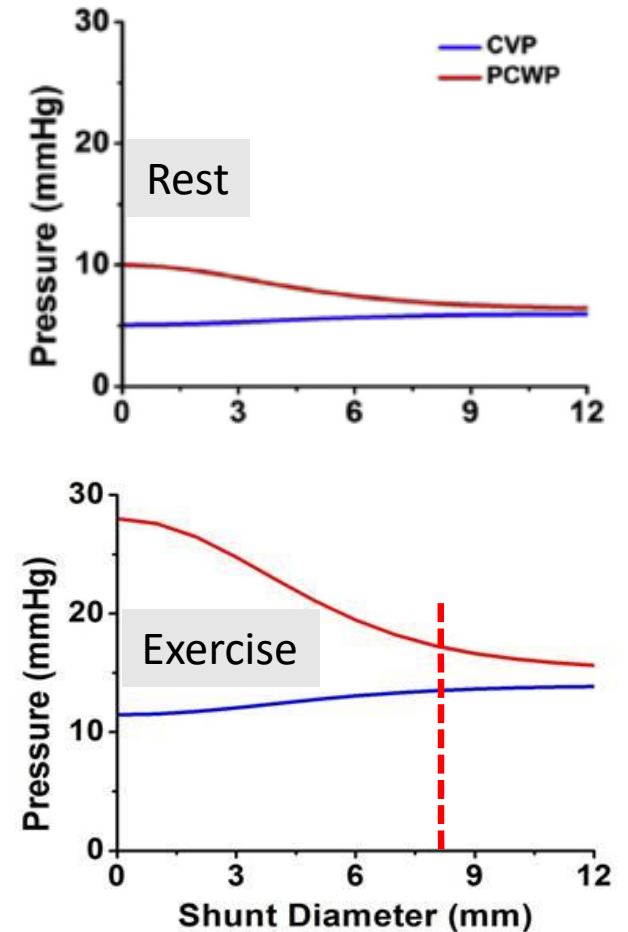 Pressure (mmHg)
30
20
10
0
CVP
PCWP
Rest
0 3 6 9 12
Pressure (mmHg)
30
20
10
0
Exercise
0 3 6 9 12
Shunt Diameter (mm)